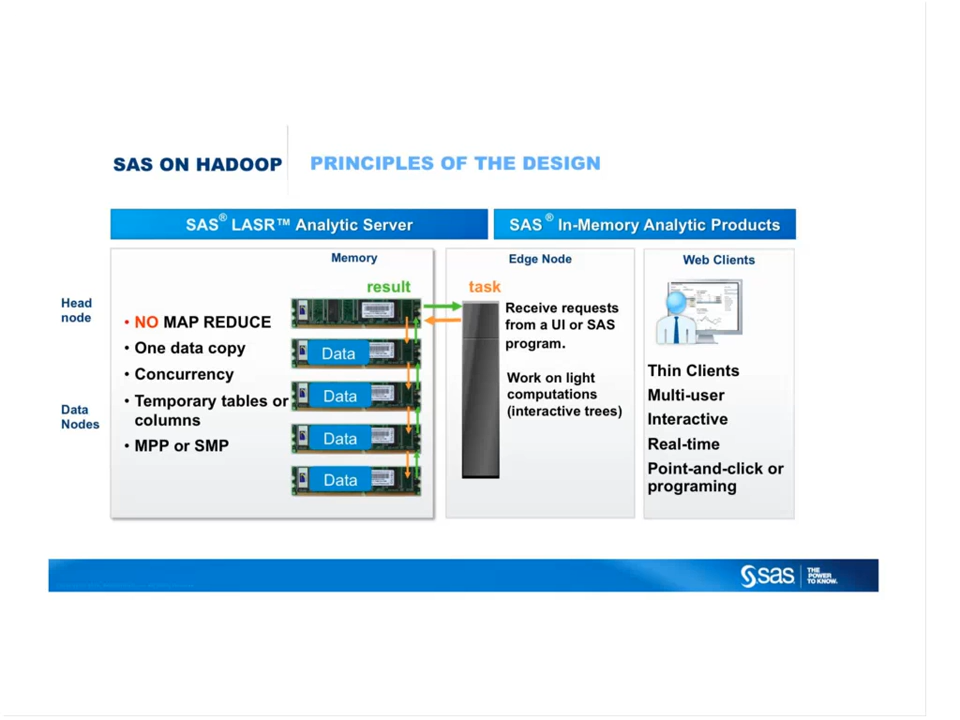 SAS ON HADOOP
PRINCIPLES OF THE DESIGN
SAS® LASR™ Analytic Server
SAS® In-Memory Analytic Products
Memory
Edge Node
Web Clients
result
task
Head
node
Data
Nodes
• NO MAP REDUCE
• One data copy
• Concurrency
• Temporary tables or
columns
• MPP or SMP
Data
Data
Data
Data
Receive requests
from a UI or SAS
program.
Work on light
computations
(interactive trees)
Thin Clients
Multi-user
Interactive
Real-time
Point-and-click or
programing
sas
THE
POWER
TO KNOW.